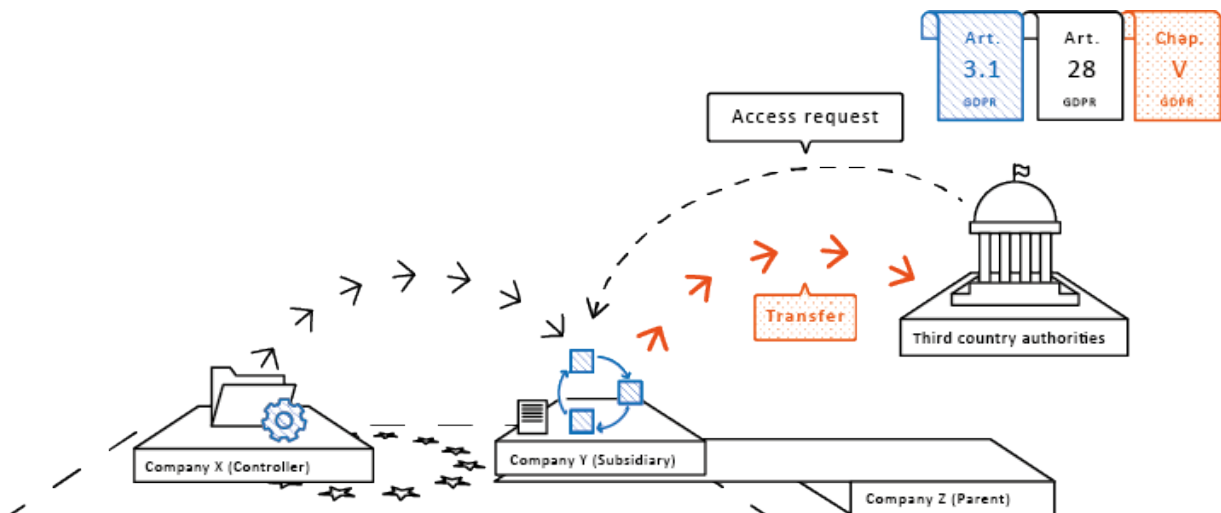 Art.
3.1
GDPR
Art.
28
GDPR
Chap.
V
GDPR
Access request
Transfer
Third country authorities
Company X (Controller)
Company Y (Subsidiary)
Company Z (Parent)